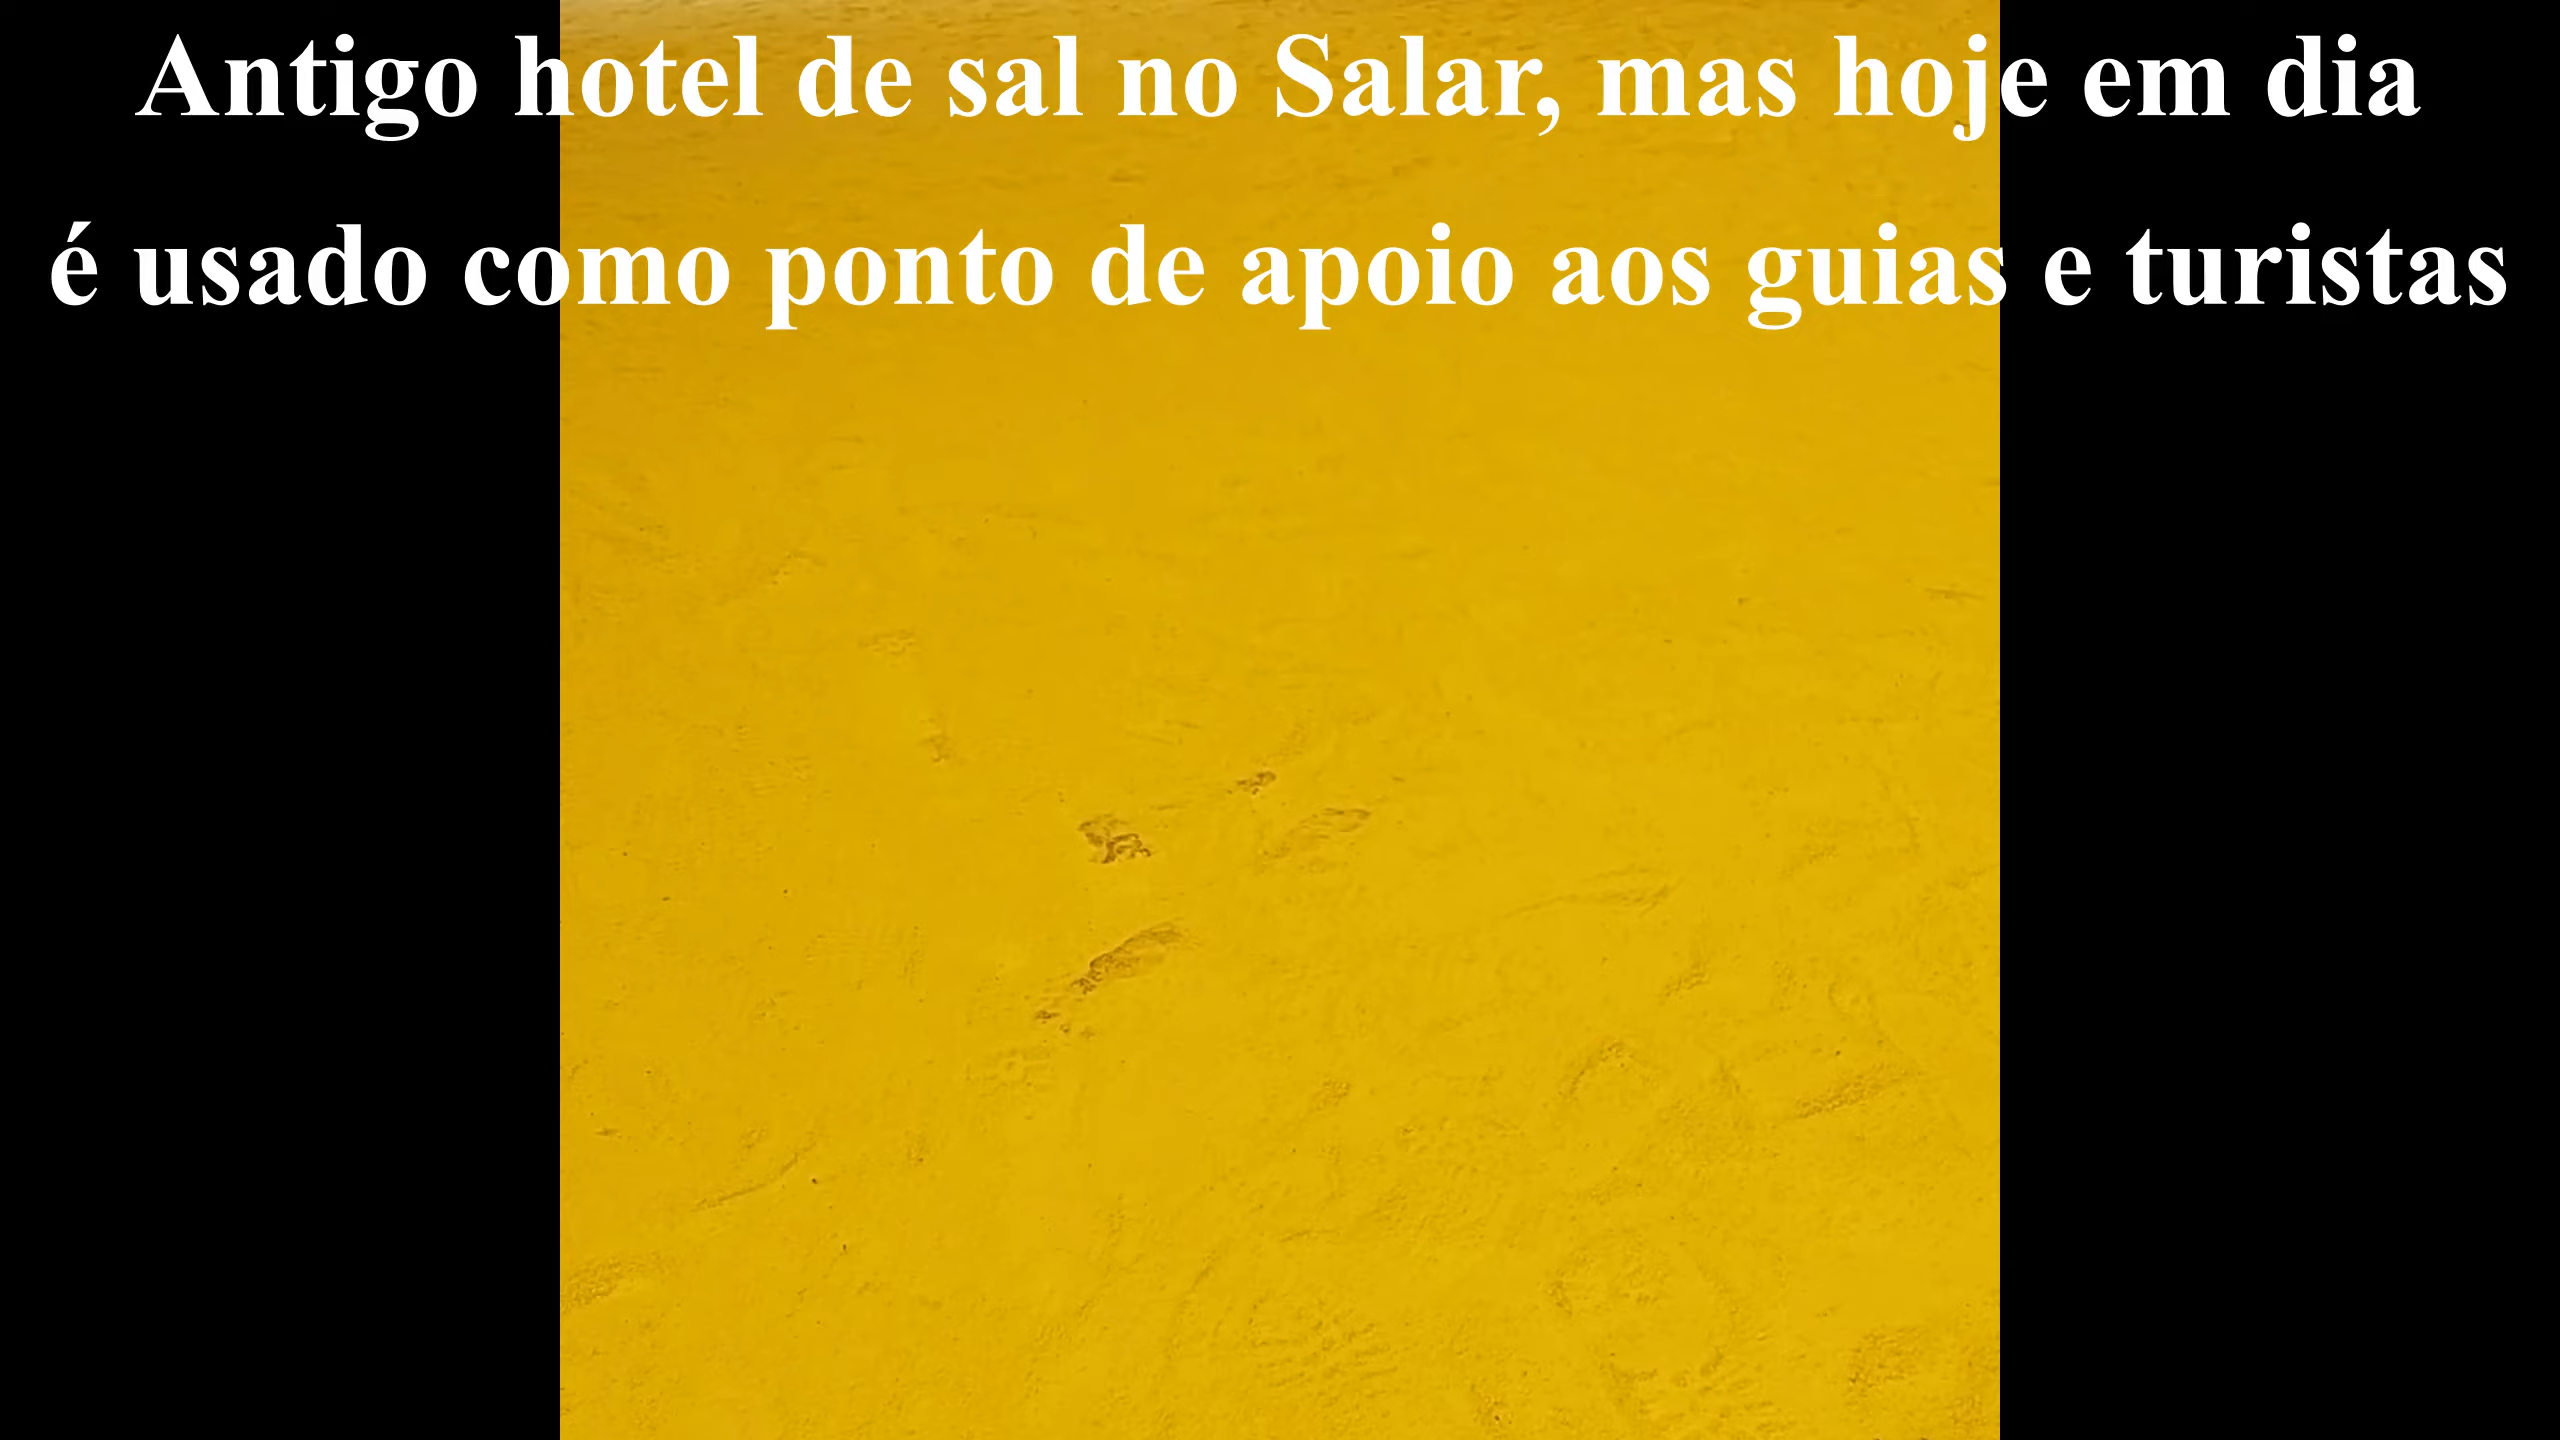 Antigo hotel de sal no Salar, mas hoje em dia
é usado como ponto de apoio aos guias e turistas